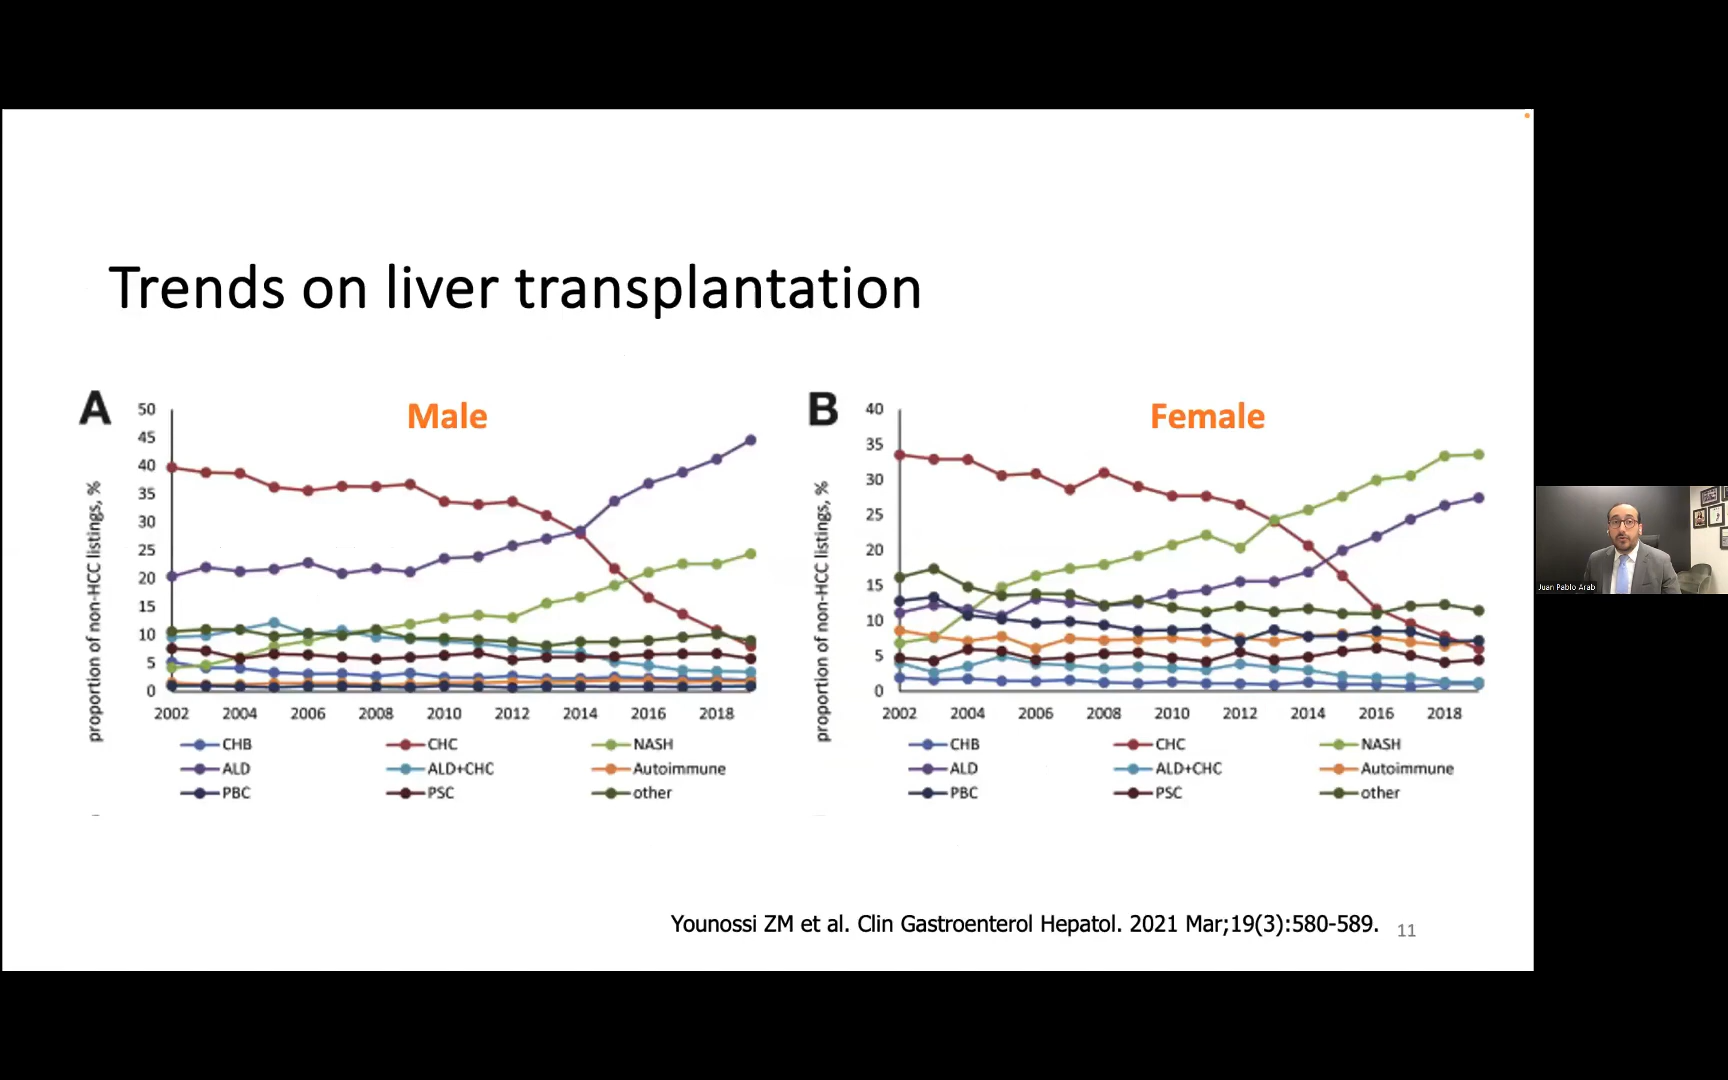 Trends on liver transplantation
A
Male
proportion of non-HCC listings, %
50
45
40
35
30
25
20
15
10
5
0
2002 2004 2006 2008 2010 2012 2014 2016 2018
CHB CHC NASH
ALD ALD+CHC Autoimmune
PBC PSC other
B
Female
proportion of non-HCC listings, %
40
35
30
25
20
15
10
5
0
2002 2004 2006 2008 2010 2012 2014 2016 2018
CHB CHC NASH
ALD ALD+CHC Autoimmune
PBC PSC other
Younossi ZM et al. Clin Gastroenterol Hepatol. 2021 Mar;19(3):580-589.
11
Juan Pablo Arab